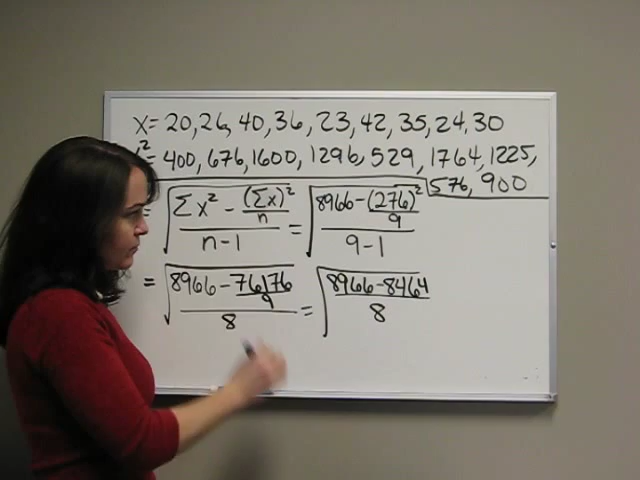 x = 20, 26, 40, 36, 23, 42, 35, 24, 30
² = 400, 676, 1600, 1296, 529, 1764, 1225,
576, 900
= √((Σx² - (Σx)²/n)/(n-1)) = √((8966-(276)²/9)/(9-1))
= √((8966-76176/9)/8) = √((8966-8464)/8)